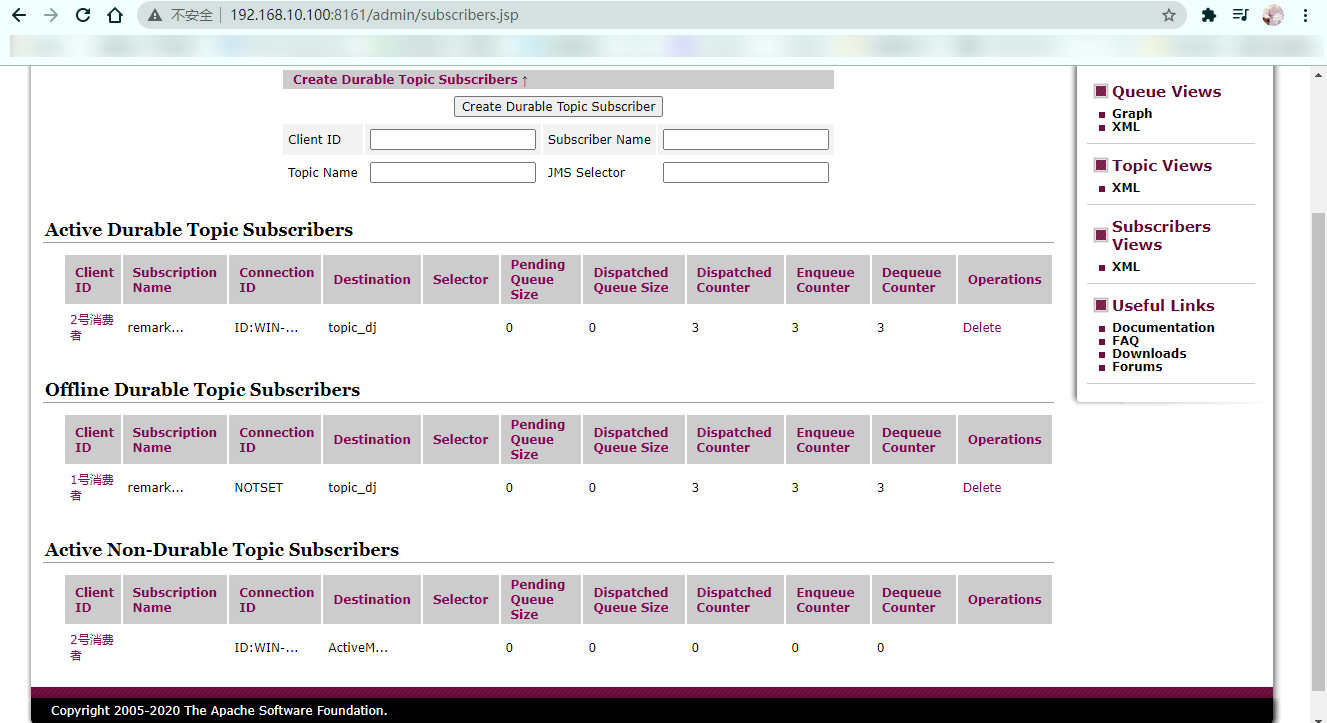 不安全 192.168.10.100:8161/admin/subscribers.jsp
Create Durable Topic Subscribers ↑
Create Durable Topic Subscriber
Client ID Subscriber Name
Topic Name JMS Selector
Active Durable Topic Subscribers
Client ID Subscription Name Connection ID Destination Selector Pending Queue Size Dispatched Queue Size Dispatched Counter Enqueue Counter Dequeue Counter Operations
2号消费者 remark... ID:WIN-... topic_dj 0 0 3 3 3 Delete
Offline Durable Topic Subscribers
Client ID Subscription Name Connection ID Destination Selector Pending Queue Size Dispatched Queue Size Dispatched Counter Enqueue Counter Dequeue Counter Operations
1号消费者 remark... NOTSET topic_dj 0 0 3 3 3 Delete
Active Non-Durable Topic Subscribers
Client ID Subscription Name Connection ID Destination Selector Pending Queue Size Dispatched Queue Size Dispatched Counter Enqueue Counter Dequeue Counter Operations
2号消费者 ID:WIN-... ActiveM... 0 0 0 0 0
Queue Views
Graph
XML
Topic Views
XML
Subscribers
Views
XML
Useful Links
Documentation
FAQ
Downloads
Forums
Copyright 2005-2020 The Apache Software Foundation.